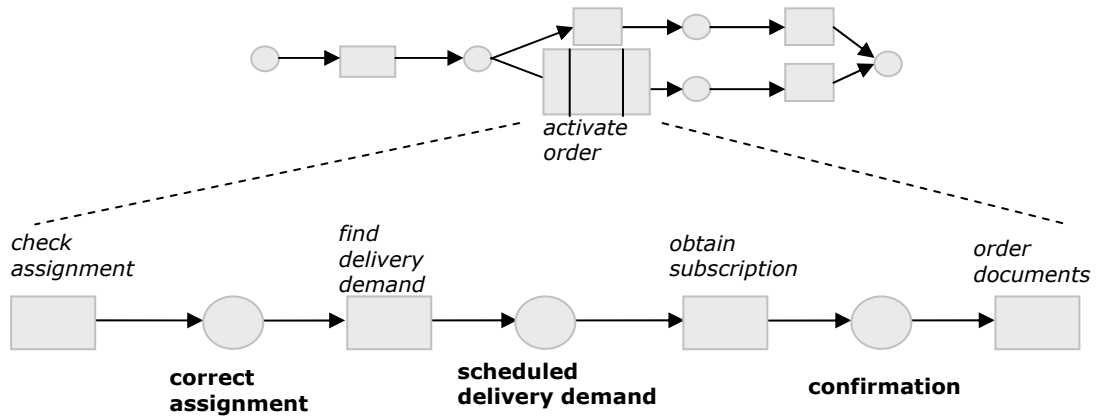 activate
order
check
assignment
find
delivery
demand
obtain
subscription
order
documents
correct
assignment
scheduled
delivery demand
confirmation